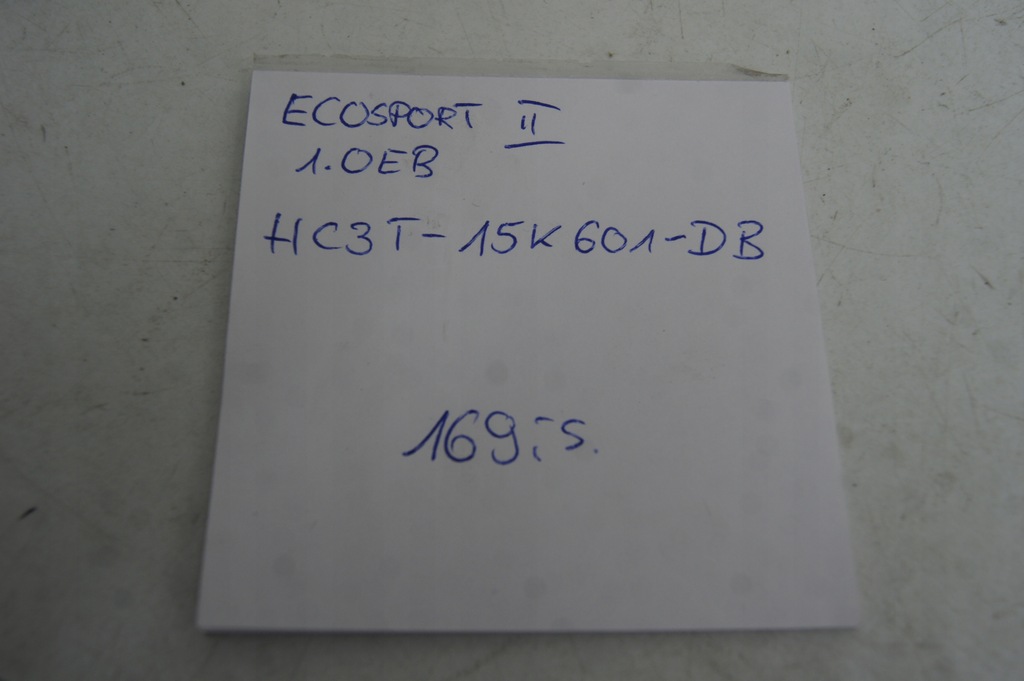 ECOSPORT II
1.0EB
HC3T-15K601-DB
169,- S.